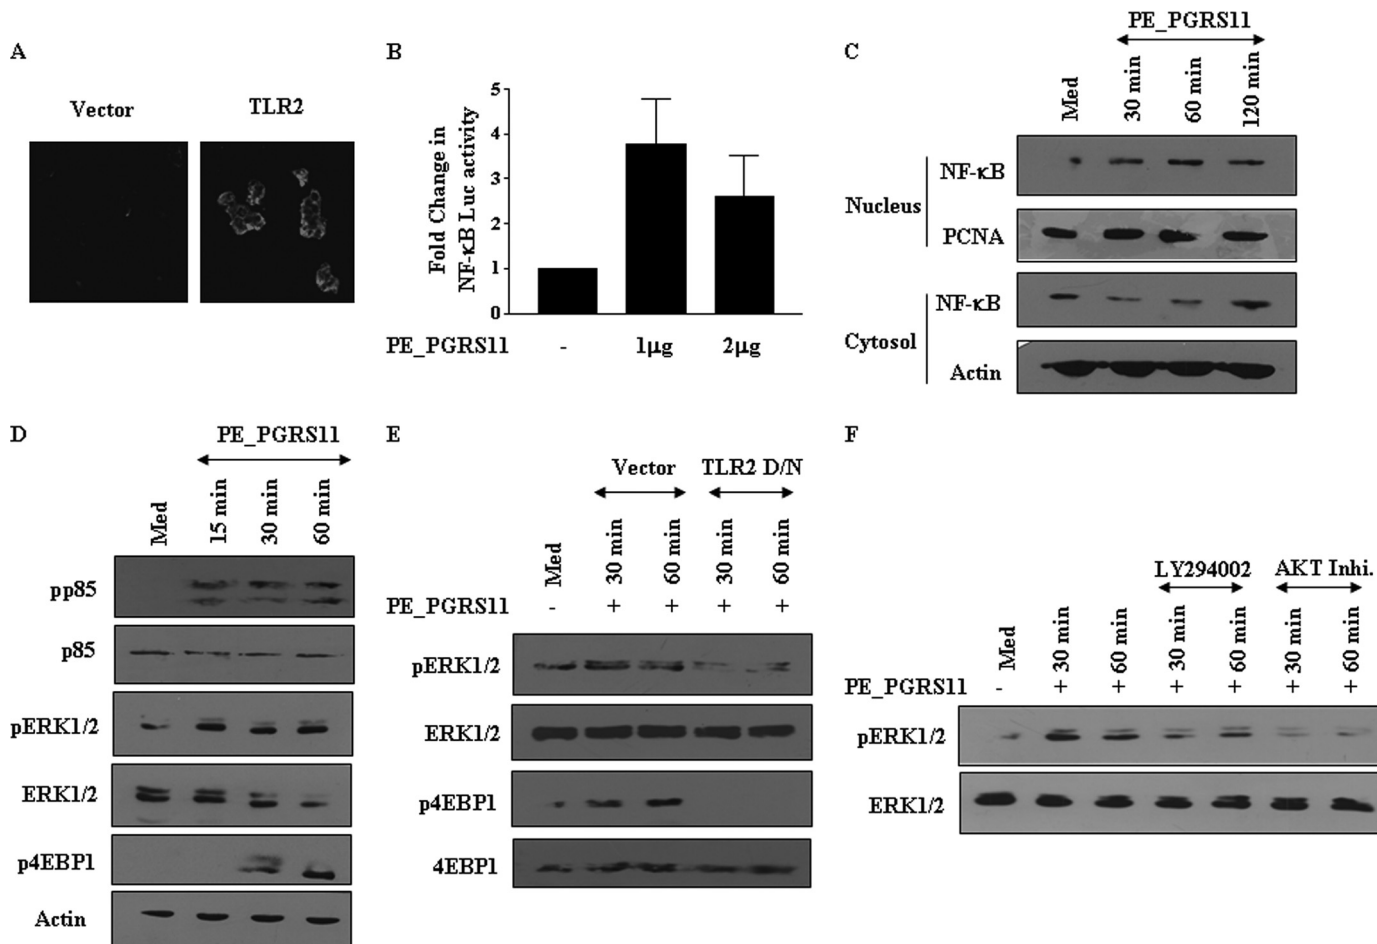 A
Vector TLR2
B
Fold Change in
NF-κB Luc activity
5
4
3
2
1
0
PE_PGRS11 - 1μg 2μg
C
PE_PGRS11
Med 30 min 60 min 120 min
Nucleus
NF-κB
PCNA
Cytosol
NF-κB
Actin
D
PE_PGRS11
Med 15 min 30 min 60 min
pp85
p85
pERK1/2
ERK1/2
p4EBP1
Actin
E
Vector TLR2 D/N
Med 30 min 60 min 30 min 60 min
PE_PGRS11 - + + + +
pERK1/2
ERK1/2
p4EBP1
4EBP1
F
LY294002 AKT Inhi.
Med 30 min 60 min 30 min 60 min 30 min 60 min
PE_PGRS11 - + + + + + +
pERK1/2
ERK1/2